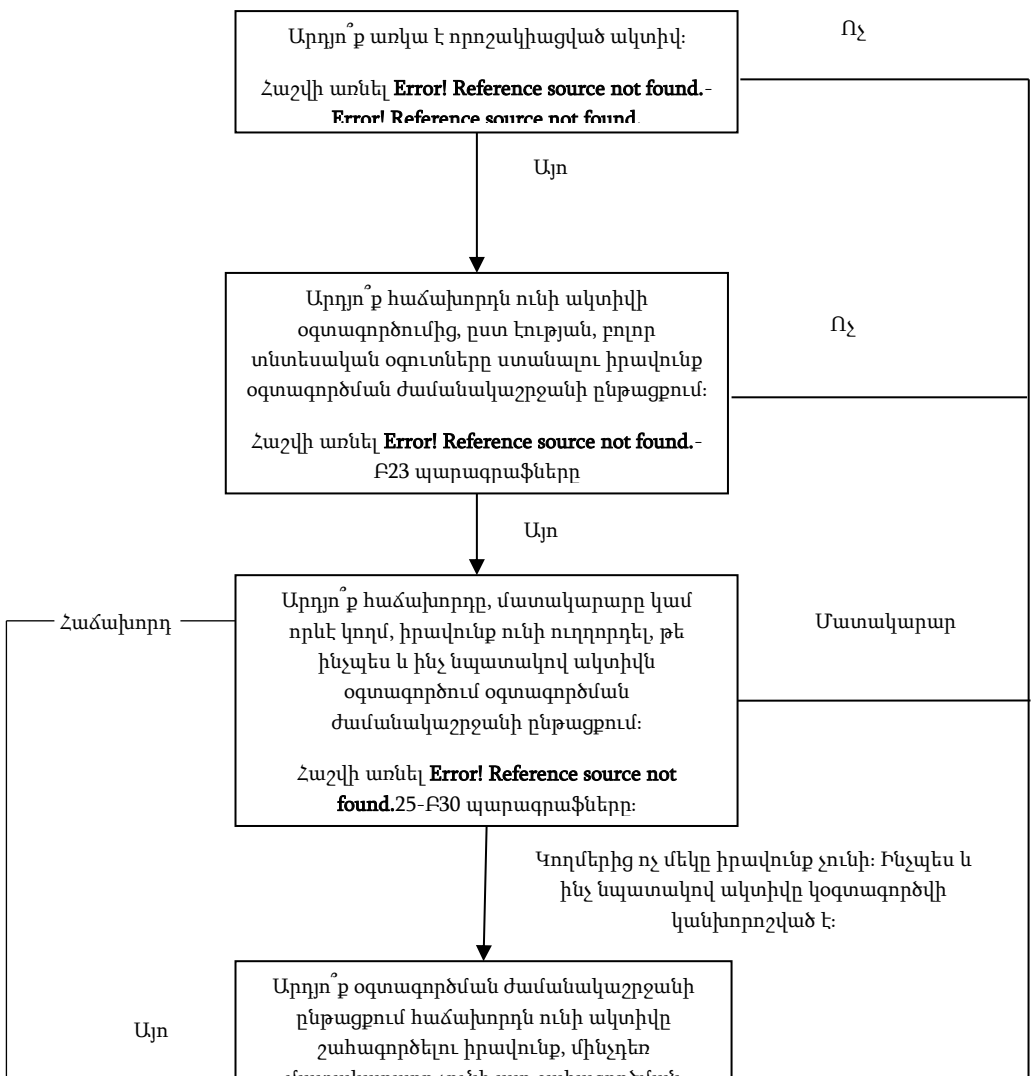 Արդյո՞ք առկա է որոշակիացված ակտիվ։
Ոչ
Հաշվի առնել Error! Reference source not found.-
Error! Reference source not found.
Այո
Արդյո՞ք հաճախորդն ունի ակտիվի
օգտագործումից, ըստ էության, բոլոր
տնտեսական օգուտները ստանալու իրավունք
օգտագործման ժամանակաշրջանի ընթացքում։
Ոչ
Հաշվի առնել Error! Reference source not found.-
Բ23 պարագրաֆները
Այո
Արդյո՞ք հաճախորդը, մատակարարը կամ
որևէ կողմ, իրավունք ունի ուղղորդել, թե
ինչպես և ինչ նպատակով ակտիվն
օգտագործում օգտագործման
ժամանակաշրջանի ընթացքում։
Հաճախորդ
Մատակարար
Հաշվի առնել Error! Reference source not
found.25-Բ30 պարագրաֆները։
Կողմերից ոչ մեկը իրավունք չունի։ Ինչպես և
ինչ նպատակով ակտիվը կօգտագործվի
կանխորոշված է։
Արդյո՞ք օգտագործման ժամանակաշրջանի
ընթացքում հաճախորդն ունի ակտիվը
շահագործելու իրավունք, մինչդեռ
Այո